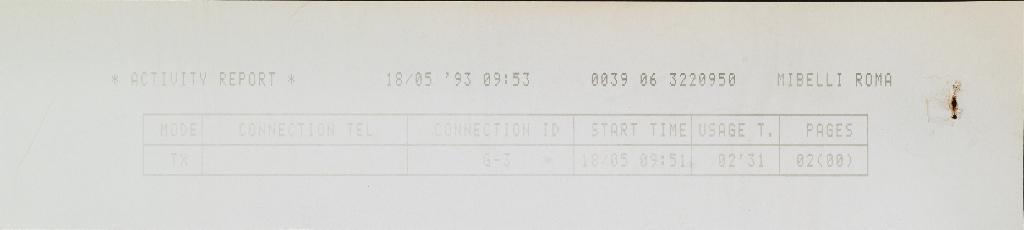 * ACTIVITY REPORT * 18/05 '93 09:53 0039 06 3220950 MIBELLI ROMA
MODE CONNECTION TEL CONNECTION ID START TIME USAGE T. PAGES
TX G-3 * 18/05 09:51 02'31 02(00)